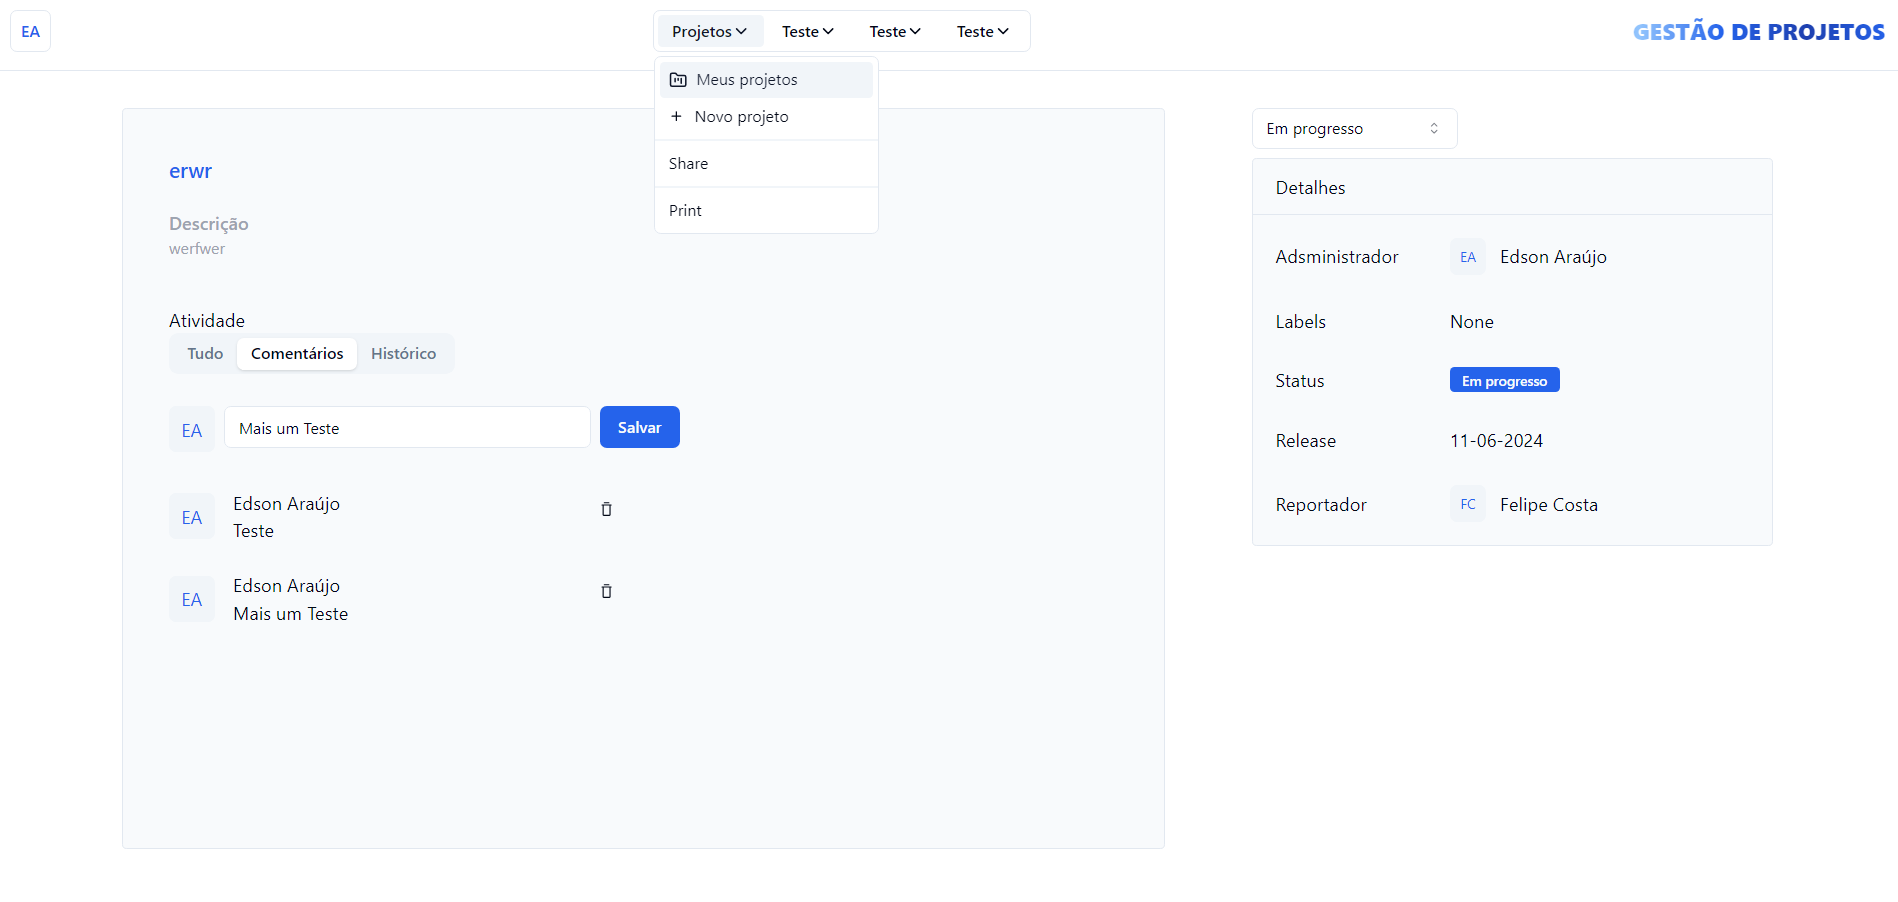 EA
Projetos
Teste
Teste
Teste
GESTÃO DE PROJETOS
Meus projetos
Novo projeto
Share
Print
erwr
Descrição
werfwer
Atividade
Tudo
Comentários
Histórico
EA
Mais um Teste
Salvar
EA
Edson Araújo
Teste
EA
Edson Araújo
Mais um Teste
Em progresso
Detalhes
Adsministrador
EA
Edson Araújo
Labels
None
Status
Em progresso
Release
11-06-2024
Reportador
FC
Felipe Costa